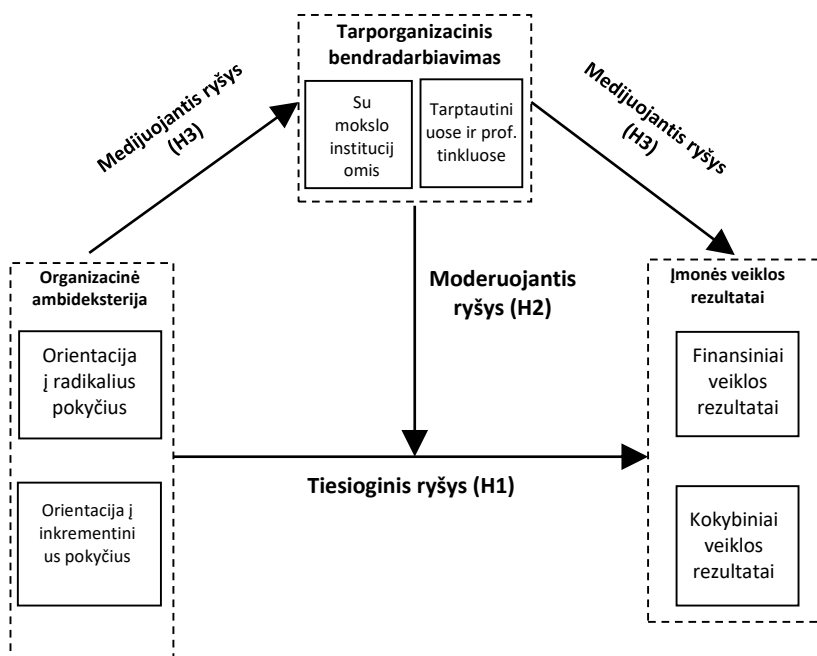 Tarporganizacinis
bendradarbiavimas
Su
mokslo
institucij
omis
Tarptautini
uose ir prof.
tinkluose
Medijuojantis ryšys
(H3)
Medijuojantis ryšys
(H3)
Organizacinė
ambideksterija
Orientacija
į radikalius
pokyčius
Orientacija į
inkrementini
us pokyčius
Moderuojantis
ryšys (H2)
Tiesioginis ryšys (H1)
Įmonės veiklos
rezultatai
Finansiniai
veiklos
rezultatai
Kokybiniai
veiklos
rezultatai